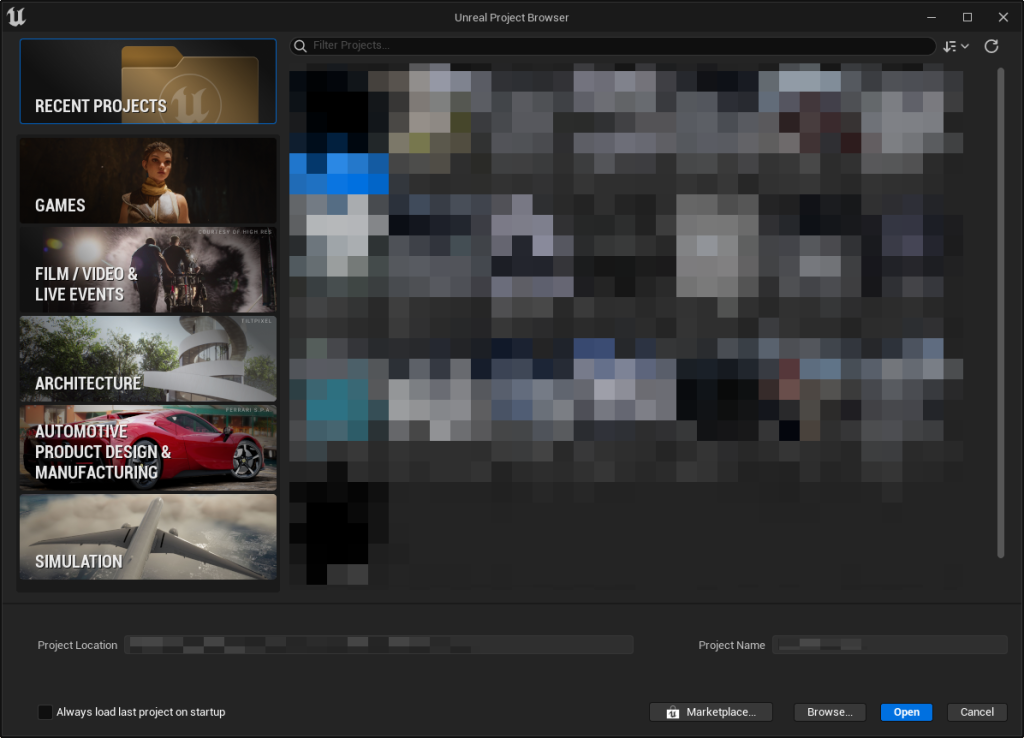 Unreal Project Browser
Filter Projects...
RECENT PROJECTS
GAMES
COURTESY OF HIGH RES
FILM / VIDEO &
LIVE EVENTS
TILTPIXEL
ARCHITECTURE
FERRARI S.P.A
AUTOMOTIVE
PRODUCT DESIGN &
MANUFACTURING
SIMULATION
Project Location
Project Name
Always load last project on startup
Marketplace...
Browse...
Open
Cancel